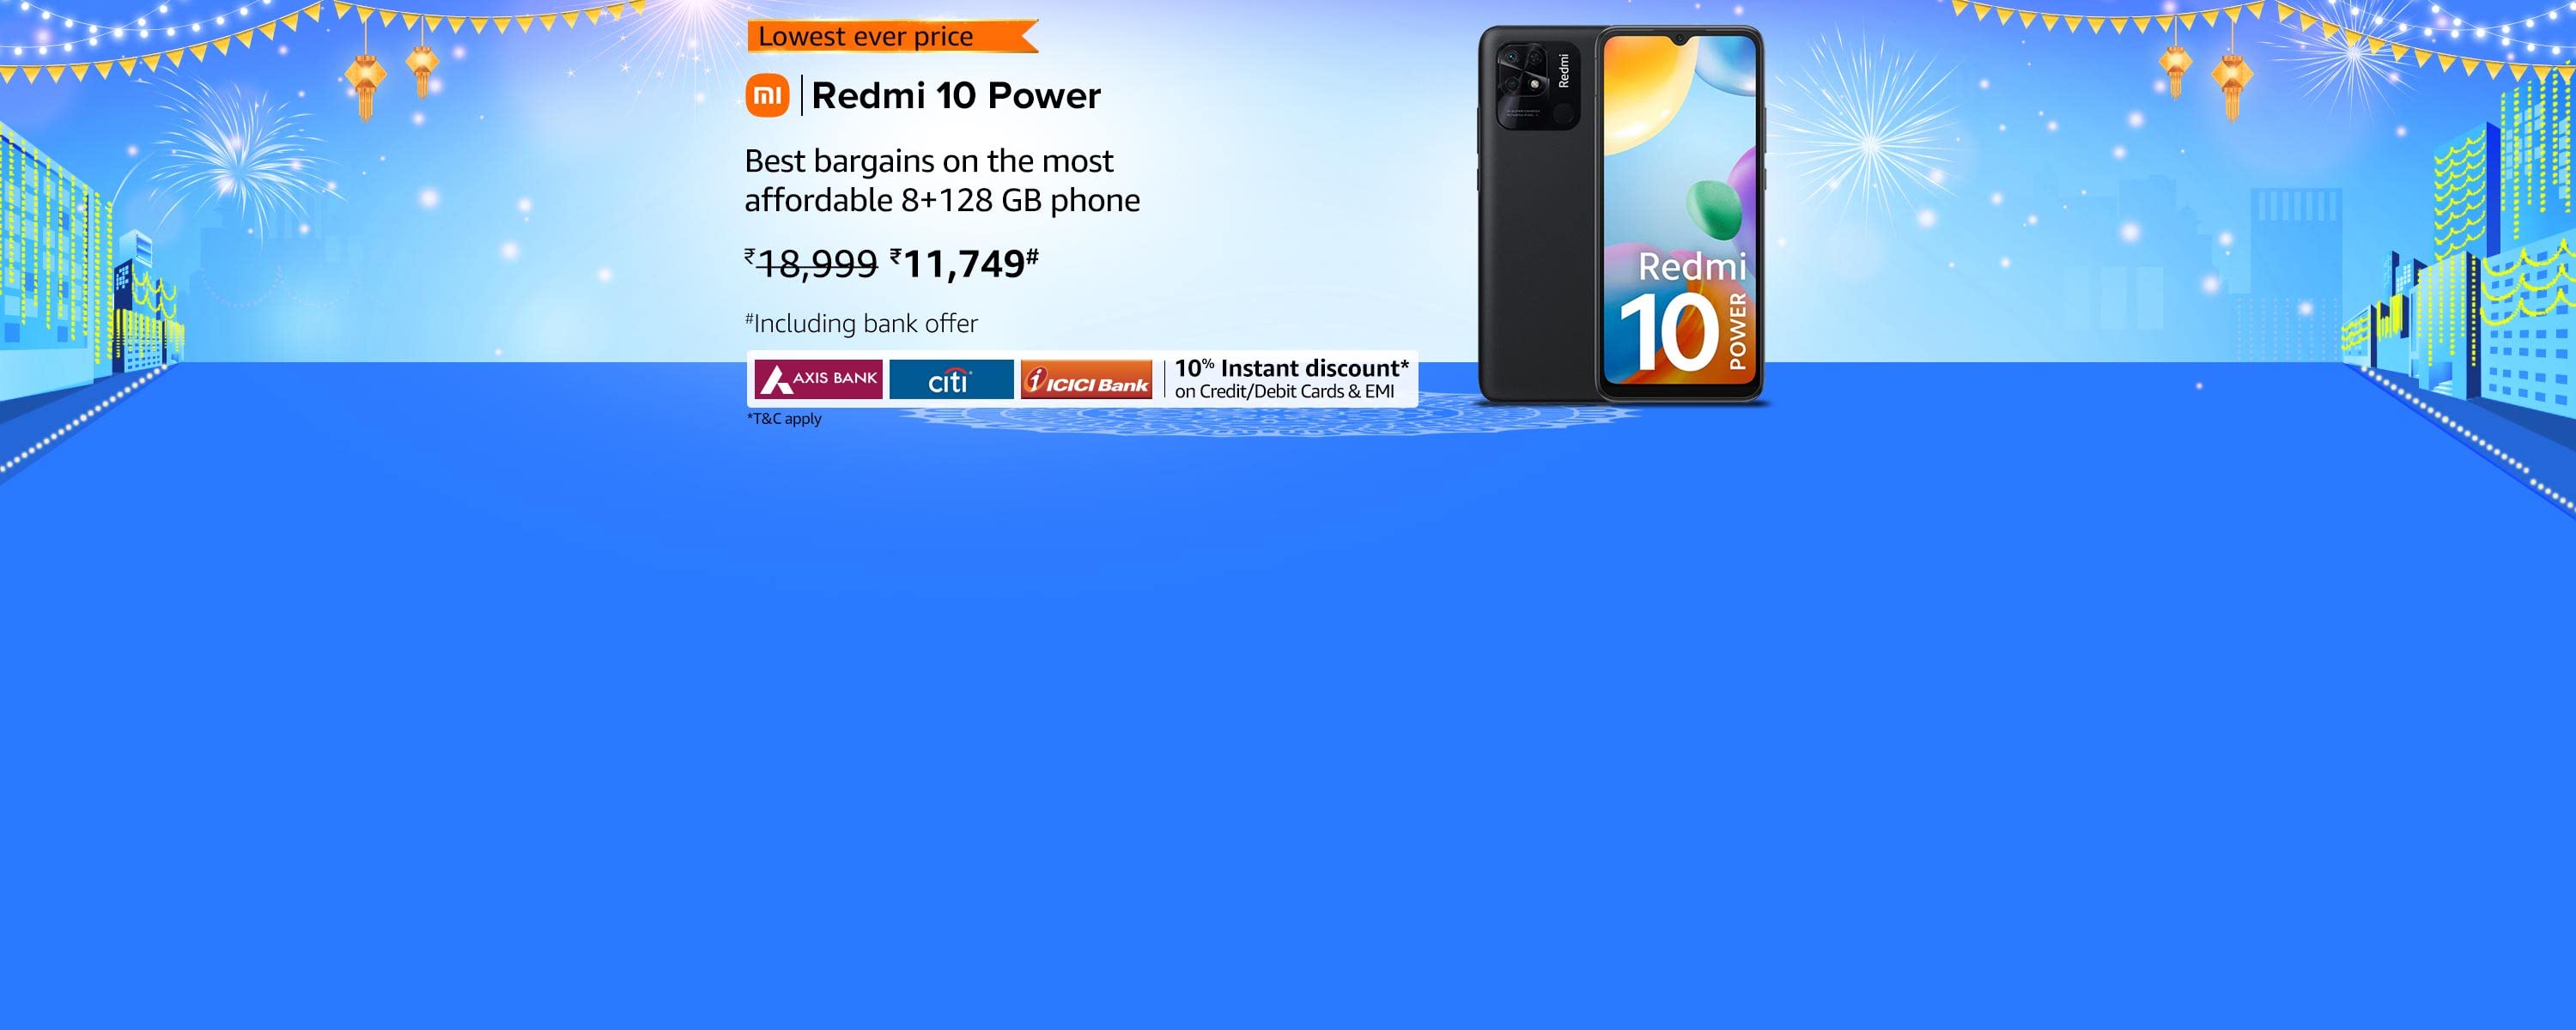 Lowest ever price
mi | Redmi 10 Power
Best bargains on the most
affordable 8+128 GB phone
₹18,999 ₹11,749#
#Including bank offer
AXIS BANK citi ICICI Bank 10% Instant discount*
on Credit/Debit Cards & EMI
*T&C apply
Redmi
Redmi
10
POWER